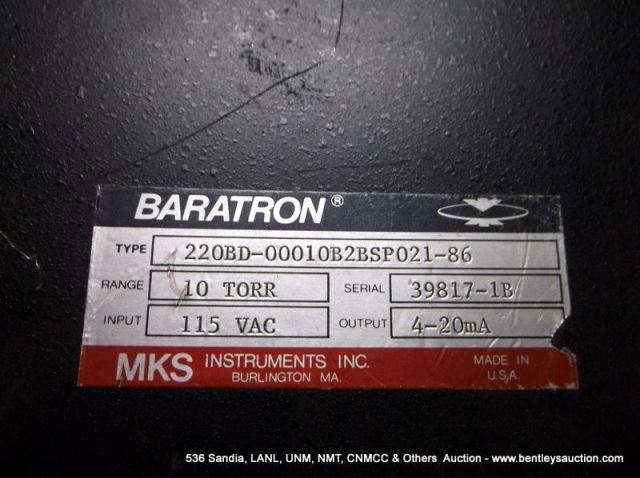 BARATRON®
TYPE 220BD-00010B2BSP021-86
RANGE 10 TORR SERIAL 39817-1B
INPUT 115 VAC OUTPUT 4-20mA
MKS INSTRUMENTS INC. MADE IN
BURLINGTON MA. U.S.A.
536 Sandia, LANL, UNM, NMT, CNMCC & Others Auction - www.bentleysauction.com